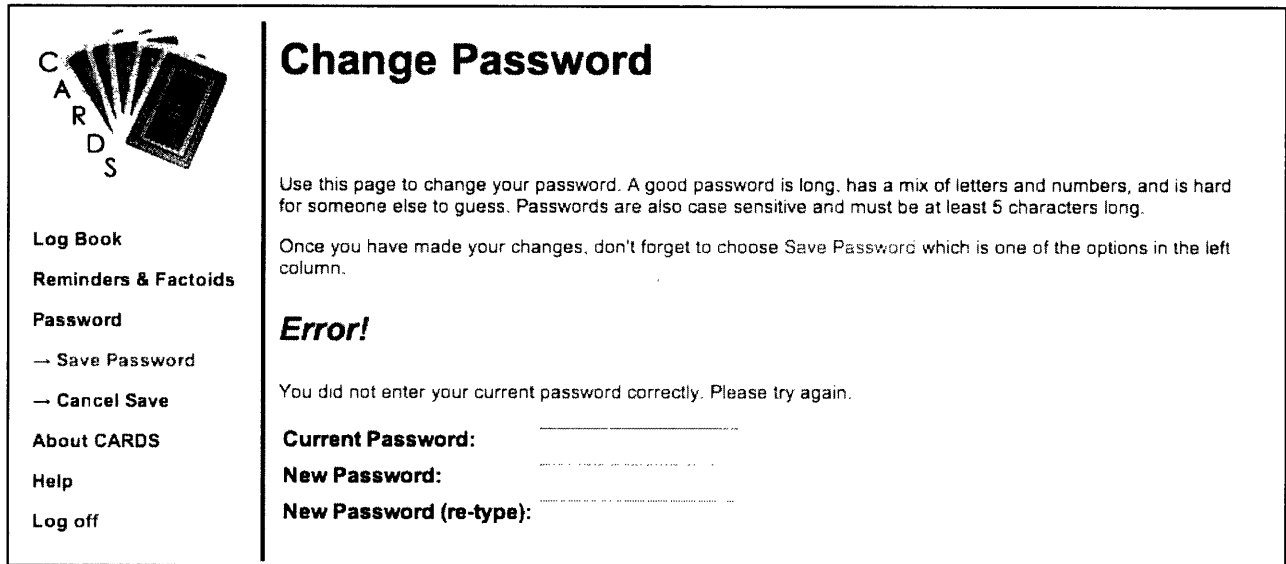 CARDS
Log Book
Reminders & Factoids
Password
→ Save Password
→ Cancel Save
About CARDS
Help
Log off
Change Password
Use this page to change your password. A good password is long, has a mix of letters and numbers, and is hard
for someone else to guess. Passwords are also case sensitive and must be at least 5 characters long.
Once you have made your changes, don't forget to choose Save Password which is one of the options in the left
column.
Error!
You did not enter your current password correctly. Please try again.
Current Password:
New Password:
New Password (re-type):